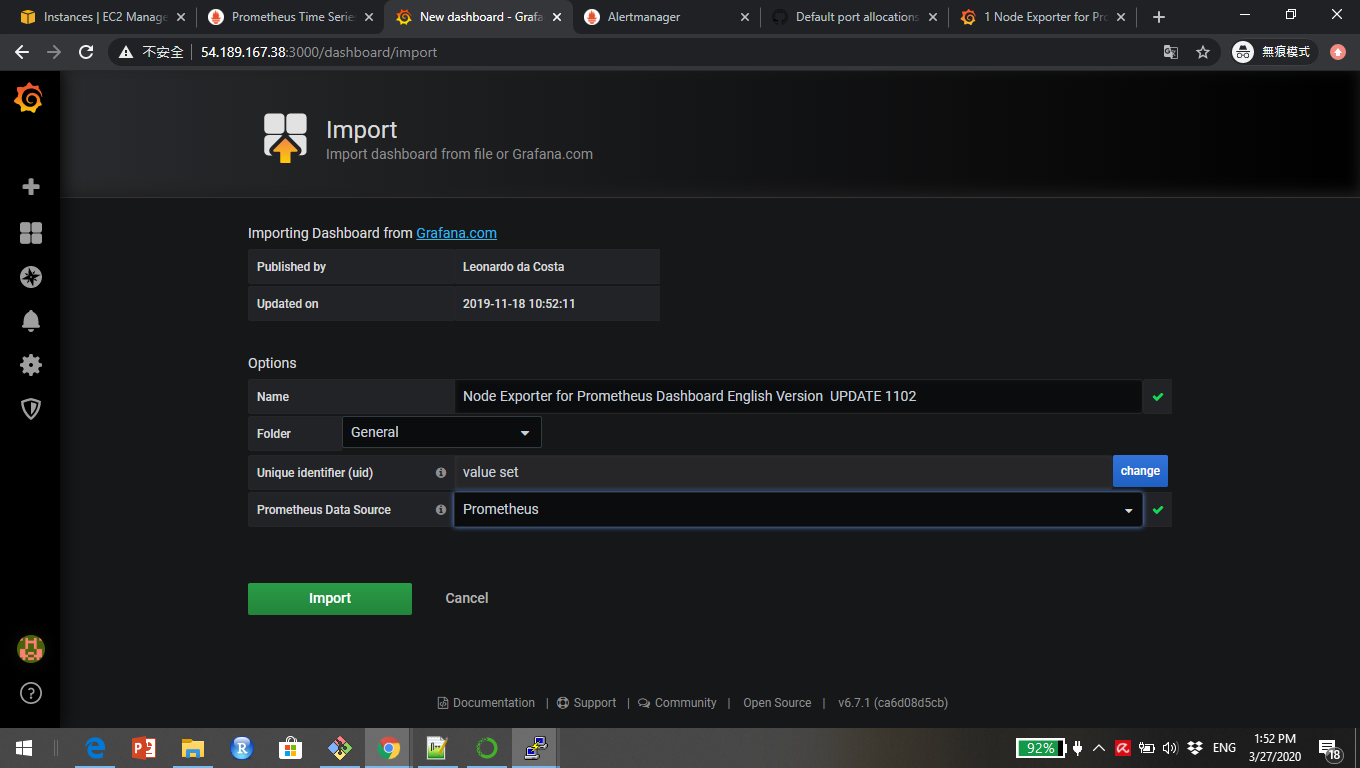 Instances | EC2 Manage
Prometheus Time Series
New dashboard - Grafa
Alertmanager
Default port allocations
1 Node Exporter for Pro
不安全
54.189.167.38:3000/dashboard/import
無痕模式
Import
Import dashboard from file or Grafana.com
Importing Dashboard from Grafana.com
Published by Leonardo da Costa
Updated on 2019-11-18 10:52:11
Options
Name Node Exporter for Prometheus Dashboard English Version UPDATE 1102
Folder General
Unique identifier (uid) value set change
Prometheus Data Source Prometheus
Import Cancel
Documentation | Support | Community | Open Source | v6.7.1 (ca6d08d5cb)
92%
ENG
1:52 PM
3/27/2020
18